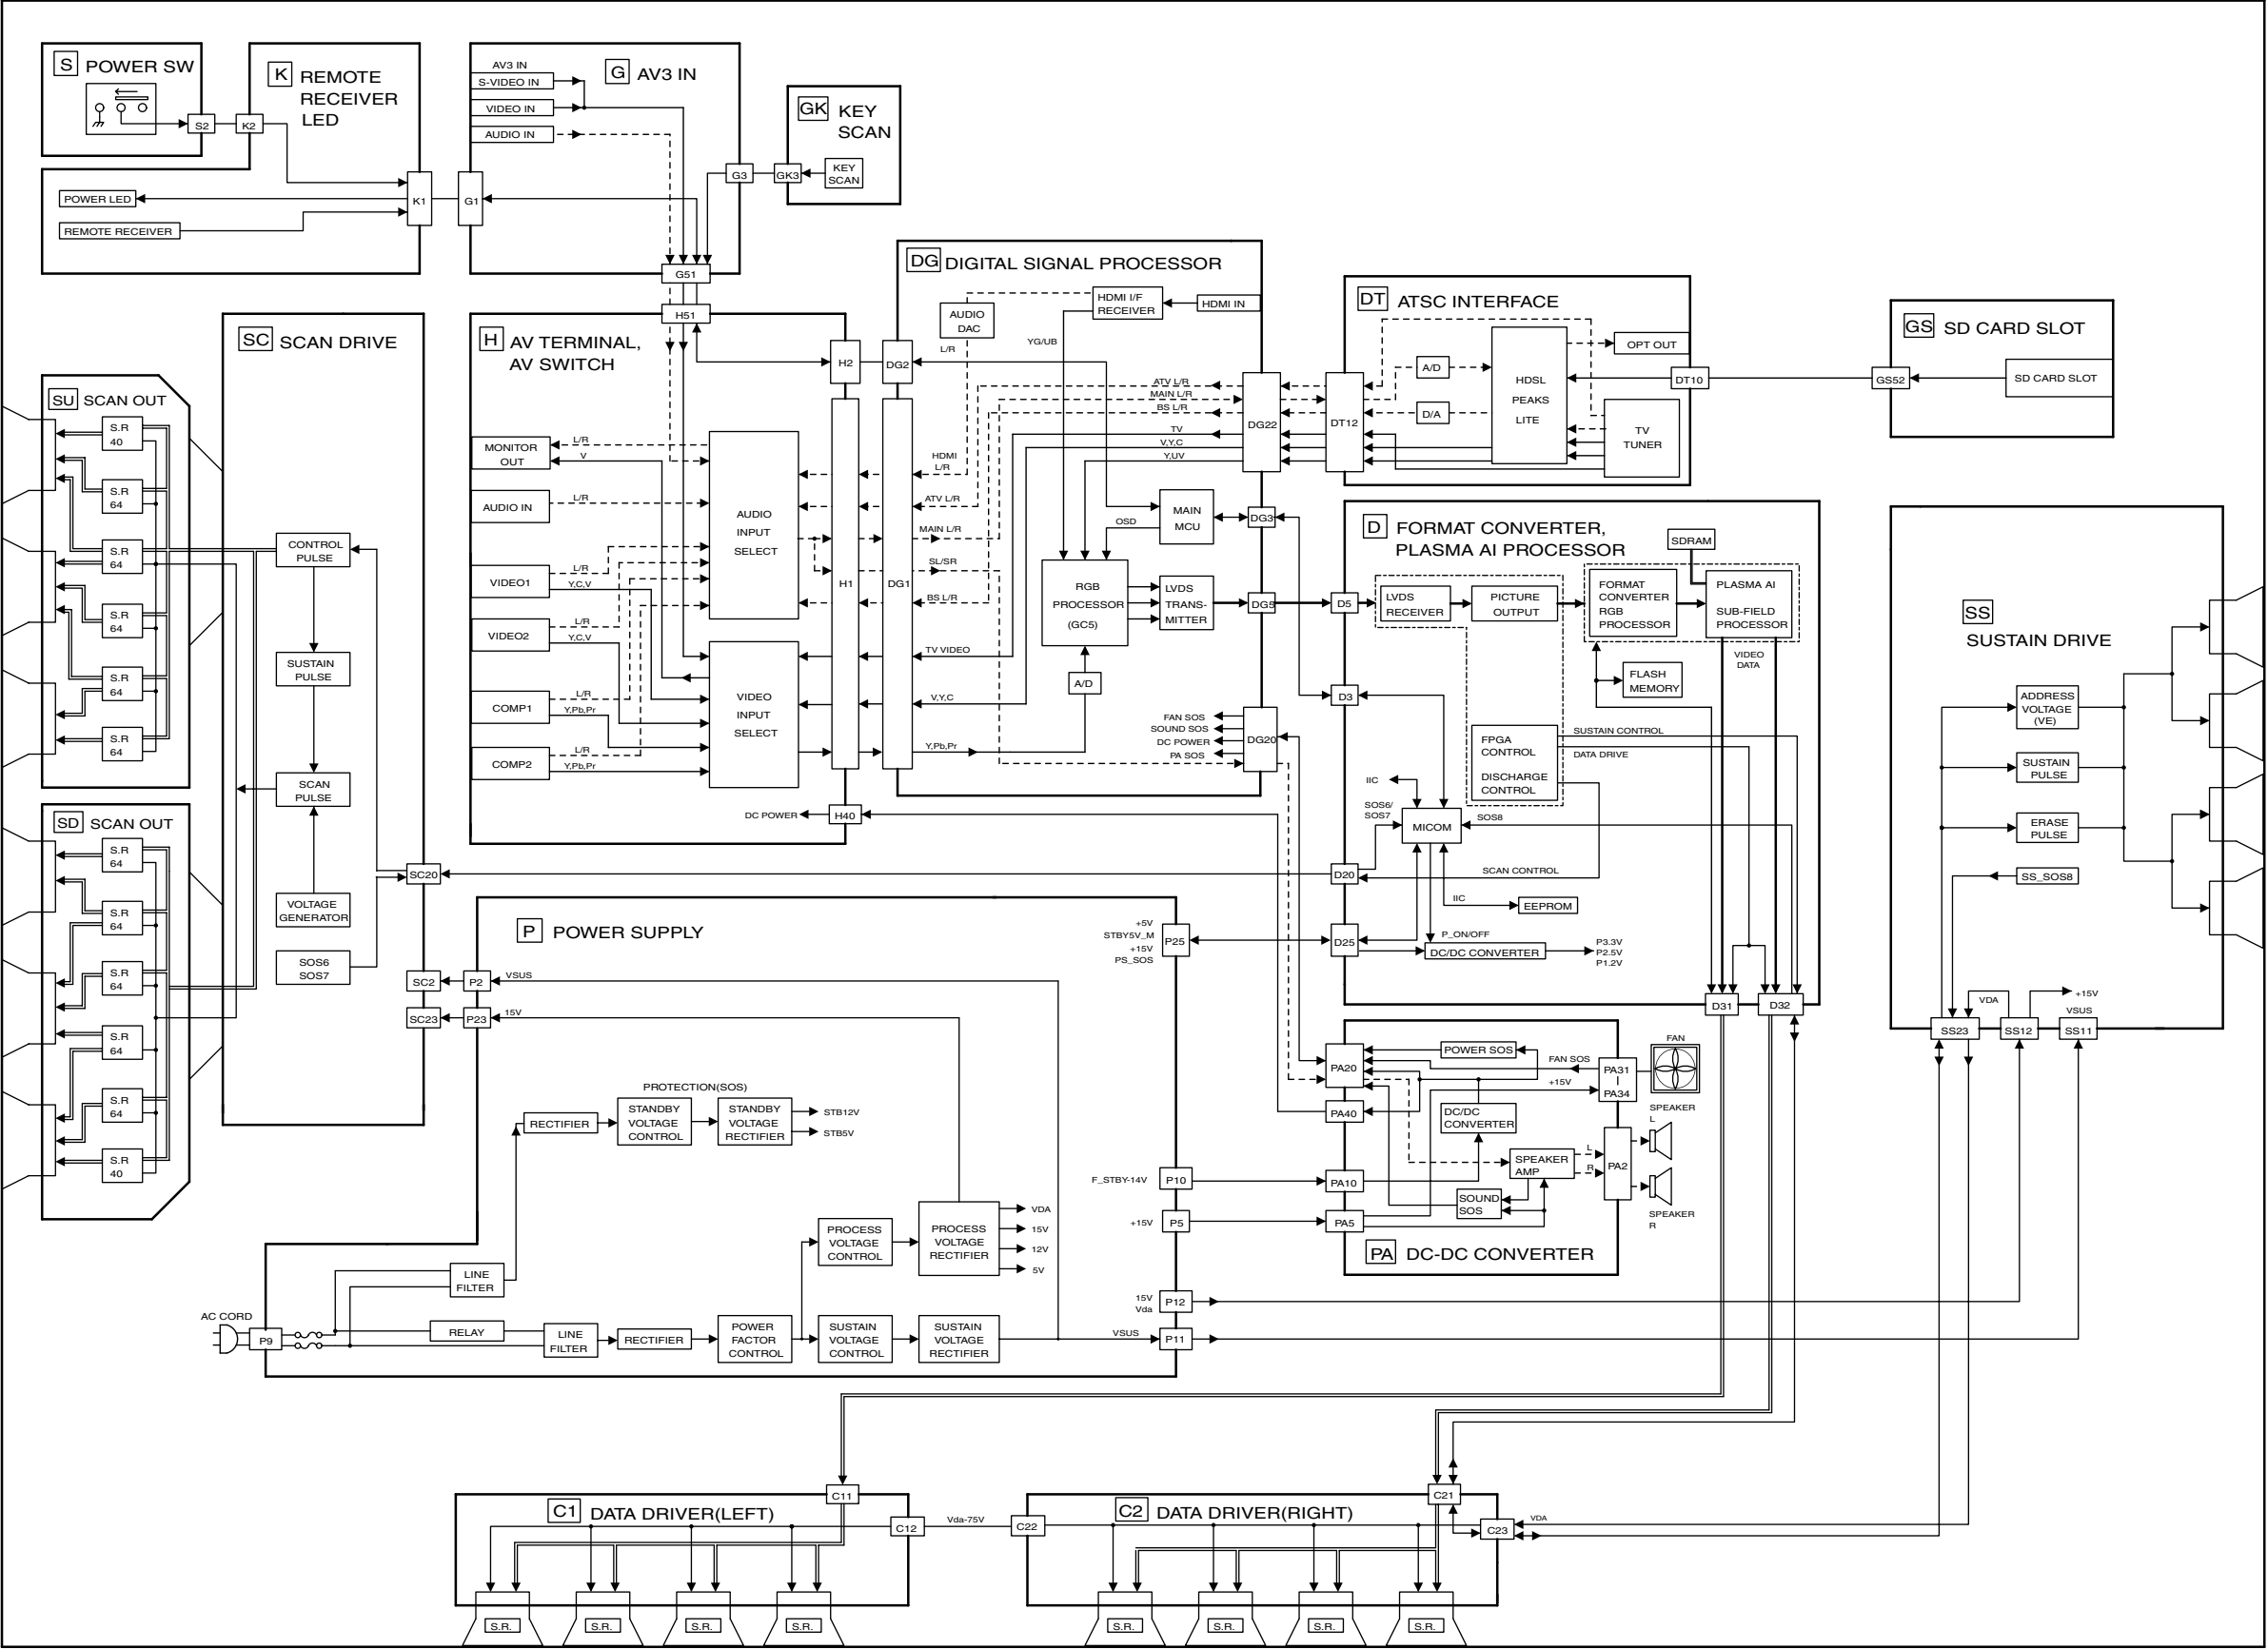 S POWER SW
S2
K REMOTE
RECEIVER
LED
K2
POWER LED
REMOTE RECEIVER
K1
G AV3 IN
AV3 IN
S-VIDEO IN
VIDEO IN
AUDIO IN
G1
G3
G51
GK KEY
SCAN
GK3
KEY
SCAN
SC SCAN DRIVE
CONTROL
PULSE
SUSTAIN
PULSE
SCAN
PULSE
VOLTAGE
GENERATOR
SOS6
SOS7
SC20
SC2
SC23
SU SCAN OUT
S.R
40
S.R
64
S.R
64
S.R
64
S.R
64
S.R
64
SD SCAN OUT
S.R
64
S.R
64
S.R
64
S.R
64
S.R
64
S.R
40
H AV TERMINAL,
AV SWITCH
H51
H2
MONITOR
OUT
L/R
V
AUDIO IN
L/R
VIDEO1
L/R
Y,C,V
VIDEO2
L/R
Y,C,V
COMP1
L/R
Y,Pb,Pr
COMP2
L/R
Y,Pb,Pr
AUDIO
INPUT
SELECT
VIDEO
INPUT
SELECT
H1
DC POWER
H40
DG DIGITAL SIGNAL PROCESSOR
AUDIO
DAC
HDMI I/F
RECEIVER
HDMI IN
L/R
YG/UB
DG2
DG1
ATV L/R
MAIN L/R
BS L/R
TV
V,Y,C
Y,UV
HDMI
L/R
ATV L/R
MAIN L/R
SL/SR
BS L/R
TV VIDEO
V,Y,C
Y,Pb,Pr
OSD
MAIN
MCU
RGB
PROCESSOR
(GC5)
LVDS
TRANS-
MITTER
A/D
DG22
DG3
DG5
FAN SOS
SOUND SOS
DC POWER
PA SOS
DG20
DT ATSC INTERFACE
DT12
A/D
D/A
HDSL
PEAKS
LITE
OPT OUT
DT10
TV
TUNER
GS SD CARD SLOT
GS52
SD CARD SLOT
D FORMAT CONVERTER,
PLASMA AI PROCESSOR
SDRAM
D5
LVDS
RECEIVER
PICTURE
OUTPUT
FORMAT
CONVERTER
RGB
PROCESSOR
PLASMA AI
SUB-FIELD
PROCESSOR
VIDEO
DATA
FLASH
MEMORY
D3
FPGA
CONTROL
DISCHARGE
CONTROL
SUSTAIN CONTROL
DATA DRIVE
IIC
SOS6/
SOS7
MICOM
SOS8
D20
SCAN CONTROL
IIC
EEPROM
P_ON/OFF
D25
DC/DC CONVERTER
P3.3V
P2.5V
P1.2V
D31
D32
SS
SUSTAIN DRIVE
ADDRESS
VOLTAGE
(VE)
SUSTAIN
PULSE
ERASE
PULSE
SS_SOS8
VDA
+15V
VSUS
SS23
SS12
SS11
P POWER SUPPLY
P2
VSUS
P23
15V
+5V
STBY5V_M
+15V
PS_SOS
P25
PROTECTION(SOS)
RECTIFIER
STANDBY
VOLTAGE
CONTROL
STANDBY
VOLTAGE
RECTIFIER
STB12V
STB5V
F_STBY-14V
P10
+15V
P5
PROCESS
VOLTAGE
CONTROL
PROCESS
VOLTAGE
RECTIFIER
VDA
15V
12V
5V
LINE
FILTER
AC CORD
P9
RELAY
LINE
FILTER
RECTIFIER
POWER
FACTOR
CONTROL
SUSTAIN
VOLTAGE
CONTROL
SUSTAIN
VOLTAGE
RECTIFIER
15V
Vda
P12
VSUS
P11
PA20
PA40
PA10
PA5
POWER SOS
FAN SOS
+15V
DC/DC
CONVERTER
SPEAKER
AMP
SOUND
SOS
L
R
PA31
PA34
PA2
FAN
SPEAKER
L
SPEAKER
R
PA DC-DC CONVERTER
C1 DATA DRIVER(LEFT)
C11
C12
Vda-75V
S.R.
S.R.
S.R.
S.R.
C2 DATA DRIVER(RIGHT)
C22
C21
C23
VDA
S.R.
S.R.
S.R.
S.R.